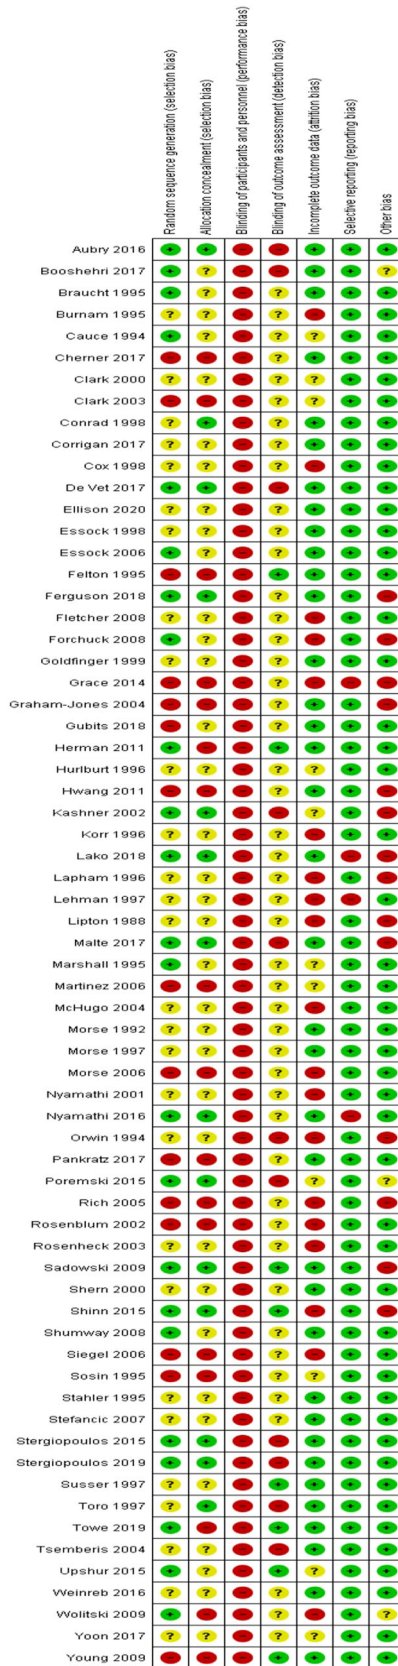 Random sequence generation (selection bias)
Allocation concealment (selection bias)
Blinding of participants and personnel (performance bias)
Blinding of outcome assessment (detection bias)
Incomplete outcome data (attrition bias)
Selective reporting (reporting bias)
Other bias
Aubry 2016 + + - - + + +
Booshehri 2017 + ? - - + + ?
Braucht 1995 + ? - ? + + +
Burnam 1995 ? ? - ? - + +
Cauce 1994 + ? - ? ? + +
Cherner 2017 - - - ? + + +
Clark 2000 ? ? - ? ? + +
Clark 2003 - - - ? ? + +
Conrad 1998 ? + - ? + + +
Corrigan 2017 ? ? - ? + + +
Cox 1998 ? ? - ? - + +
De Vet 2017 + + - - + + +
Ellison 2020 ? ? - ? + + +
Essock 1998 ? ? - ? + + +
Essock 2006 + ? - ? + + +
Felton 1995 - - - + + + +
Ferguson 2018 + + - ? + + -
Fletcher 2008 ? ? - ? - + -
Forchuck 2008 + ? - ? - + -
Goldfinger 1999 ? ? - ? + + +
Grace 2014 - - - ? - - -
Graham-Jones 2004 - - - ? + + -
Gubits 2018 - ? - ? + + +
Herman 2011 + - - + + + +
Hurlburt 1996 ? ? - ? ? + +
Hwang 2011 - - - ? + + -
Kashner 2002 + + - - ? + -
Korr 1996 ? ? - ? - + +
Lako 2018 + + - ? + - -
Lapham 1996 ? ? - ? - + -
Lehman 1997 ? ? - ? - - +
Lipton 1988 ? ? - ? - + -
Malte 2017 + + - - + + -
Marshall 1995 + ? - ? ? + +
Martinez 2006 - - - ? ? + +
McHugo 2004 ? ? - ? - + +
Morse 1992 ? ? - ? + + +
Morse 1997 ? ? - ? + + +
Morse 2006 - - - ? - + +
Nyamathi 2001 ? ? - ? - + +
Nyamathi 2016 + + - ? + - +
Orwin 1994 ? ? - - - + -
Pankratz 2017 - - - ? + + +
Poremski 2015 + + - - ? + ?
Rich 2005 - - - ? - + -
Rosenblum 2002 - - - ? - + +
Rosenheck 2003 ? ? - ? - + +
Sadowski 2009 + + - + + + -
Shern 2000 ? ? - ? + + +
Shinn 2015 + + - + - + -
Shumway 2008 + ? - ? + + +
Siegel 2006 - - - ? - + +
Sosin 1995 - - - ? ? + +
Stahler 1995 ? ? - ? + + +
Stefancic 2007 ? ? - ? + + +
Stergiopoulos 2015 + + - - + + +
Stergiopoulos 2019 + + - - + + +
Susser 1997 ? ? - + + + +
Toro 1997 ? + - - + + +
Towe 2019 + - - + + + +
Tsemberis 2004 ? ? - - + + +
Upshur 2015 + ? - + ? + +
Weinreb 2016 ? ? - ? + + +
Wolitski 2009 + - - ? - + ?
Yoon 2017 ? ? - ? ? + +
Young 2009 - - - + + + +